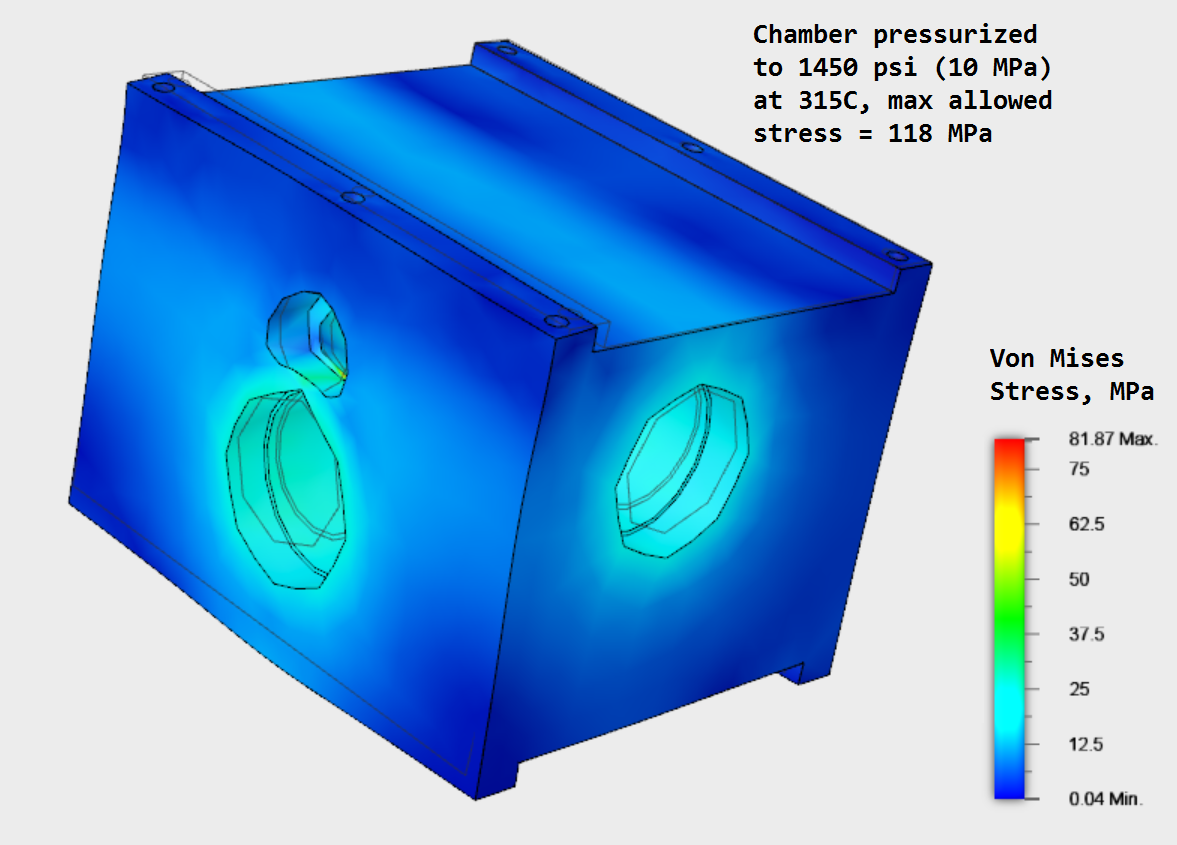 Chamber pressurized
to 1450 psi (10 MPa)
at 315C, max allowed
stress = 118 MPa
Von Mises
Stress, MPa
81.87 Max.
75
62.5
50
37.5
25
12.5
0.04 Min.